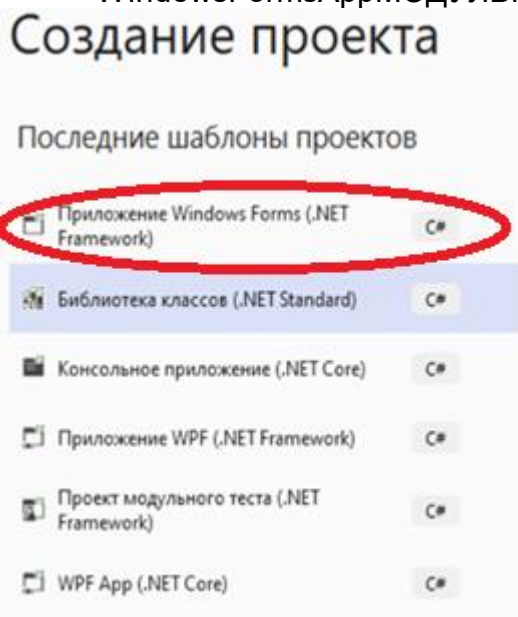 WindowsFormsAppМОДУЛЬ
Создание проекта
Последние шаблоны проектов
Приложение Windows Forms (.NET
Framework)
C#
Библиотека классов (.NET Standard)
C#
Консольное приложение (.NET Core)
C#
Приложение WPF (.NET Framework)
C#
Проект модульного теста (.NET
Framework)
C#
WPF App (.NET Core)
C#